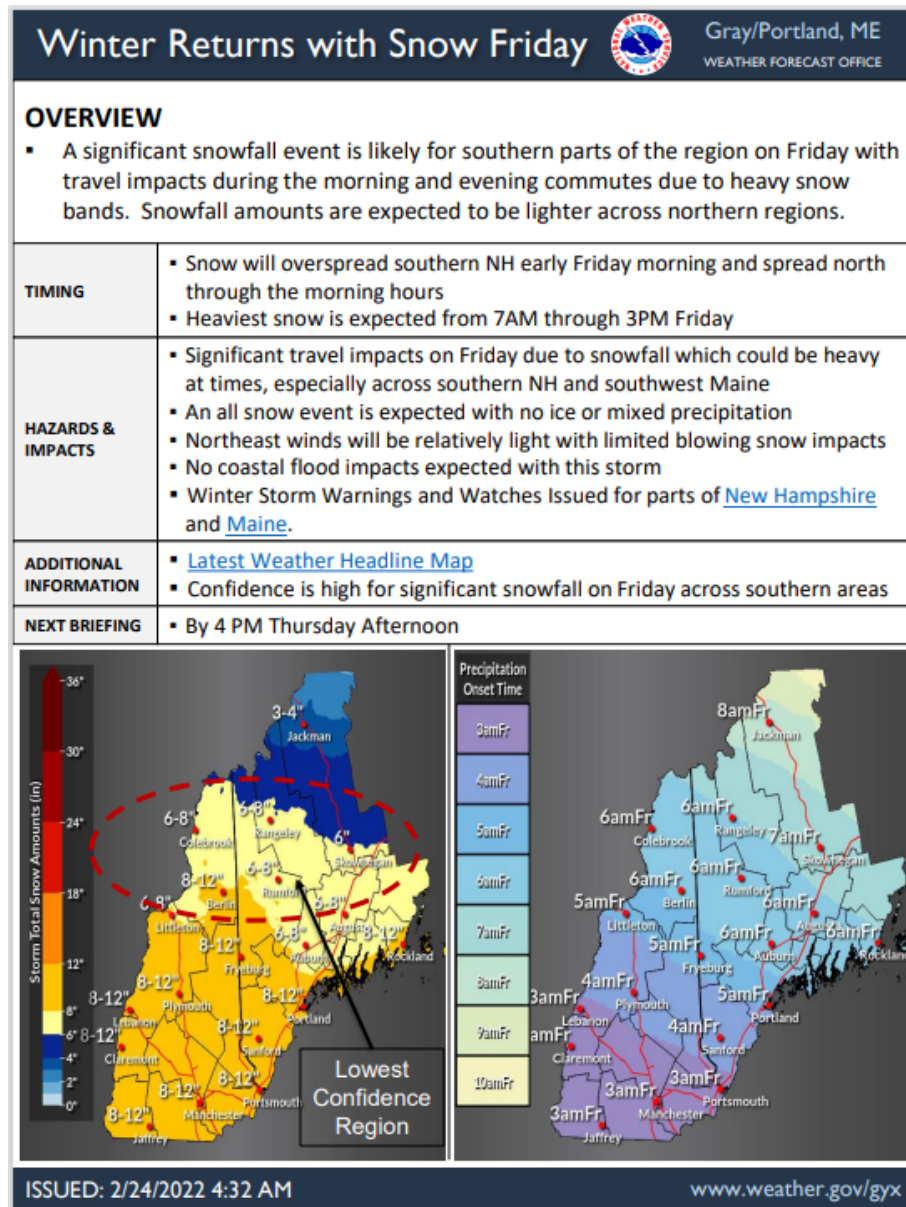 Winter Returns with Snow Friday
NATIONAL WEATHER SERVICE
Gray/Portland, ME
WEATHER FORECAST OFFICE
OVERVIEW
▪ A significant snowfall event is likely for southern parts of the region on Friday with
travel impacts during the morning and evening commutes due to heavy snow
bands. Snowfall amounts are expected to be lighter across northern regions.
TIMING
▪ Snow will overspread southern NH early Friday morning and spread north
through the morning hours
▪ Heaviest snow is expected from 7AM through 3PM Friday
HAZARDS &
IMPACTS
▪ Significant travel impacts on Friday due to snowfall which could be heavy
at times, especially across southern NH and southwest Maine
▪ An all snow event is expected with no ice or mixed precipitation
▪ Northeast winds will be relatively light with limited blowing snow impacts
▪ No coastal flood impacts expected with this storm
▪ Winter Storm Warnings and Watches Issued for parts of New Hampshire
and Maine.
ADDITIONAL
INFORMATION
▪ Latest Weather Headline Map
▪ Confidence is high for significant snowfall on Friday across southern areas
NEXT BRIEFING
▪ By 4 PM Thursday Afternoon
Storm Total Snow Amounts (in)
36"
30"
24"
18"
12"
8"
6"
4"
2"
0"
3-4"
Jackman
6-8"
Colebrook
6-8"
Rangeley
6"
Skowhegan
8-12"
Berlin
6-8"
Rumford
6-8"
Littleton
6-8"
Augusta
8-12"
Fryeburg
6-8"
Auburn
8-12"
Rockland
8-12"
Lebanon
8-12"
Plymouth
8-12"
Portland
8-12"
Claremont
8-12"
Sanford
8-12"
Manchester
8-12"
Portsmouth
8-12"
Jaffrey
Lowest
Confidence
Region
Precipitation
Onset Time
3amFr
4amFr
5amFr
6amFr
7amFr
8amFr
9amFr
10amFr
8amFr
Jackman
6amFr
Colebrook
6amFr
Rangeley
7amFr
Skowhegan
6amFr
Berlin
6amFr
Rumford
5amFr
Littleton
6amFr
Augusta
5amFr
Fryeburg
6amFr
Auburn
6amFr
Rockland
3amFr
Lebanon
4amFr
Plymouth
5amFr
Portland
amFr
Claremont
4amFr
Sanford
3amFr
Manchester
3amFr
Portsmouth
3amFr
Jaffrey
ISSUED: 2/24/2022 4:32 AM
www.weather.gov/gyx